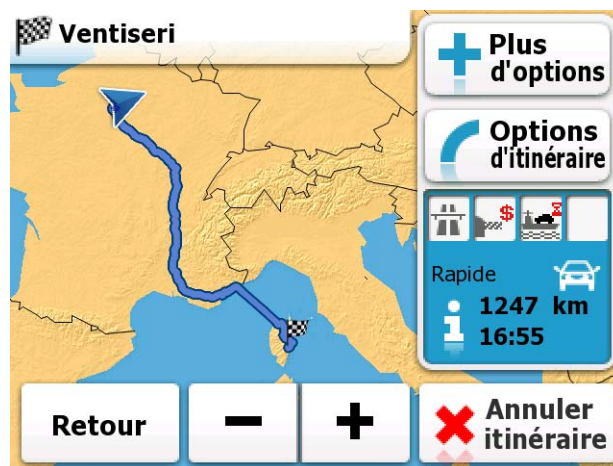 Ventiseri
Plus
d'options
Options
d'itinéraire
$
Rapide
1247 km
16:55
Retour
Annuler
itinéraire